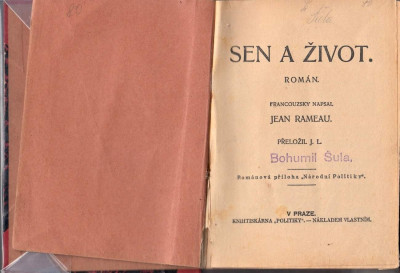 SEN A ŽIVOT.
ROMÁN.
FRANCOUZSKY NAPSAL
JEAN RAMEAU.
PŘELOŽIL J. L.
Bohumil Šula,
Románová příloha „Národní Politiky“.
V PRAZE.
KNIHTISKÁRNA „POLITIKY“. — NÁKLADEM VLASTNÍM.